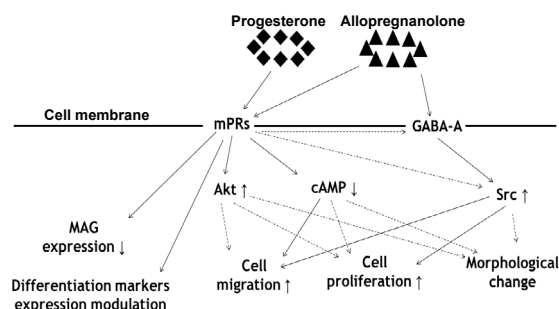 Progesterone Allopregnanolone
Cell membrane
mPRs GABA-A
Akt ↑ cAMP ↓ Src ↑
MAG
expression ↓
Differentiation markers
expression modulation
Cell
migration ↑
Cell
proliferation ↑
Morphological
change